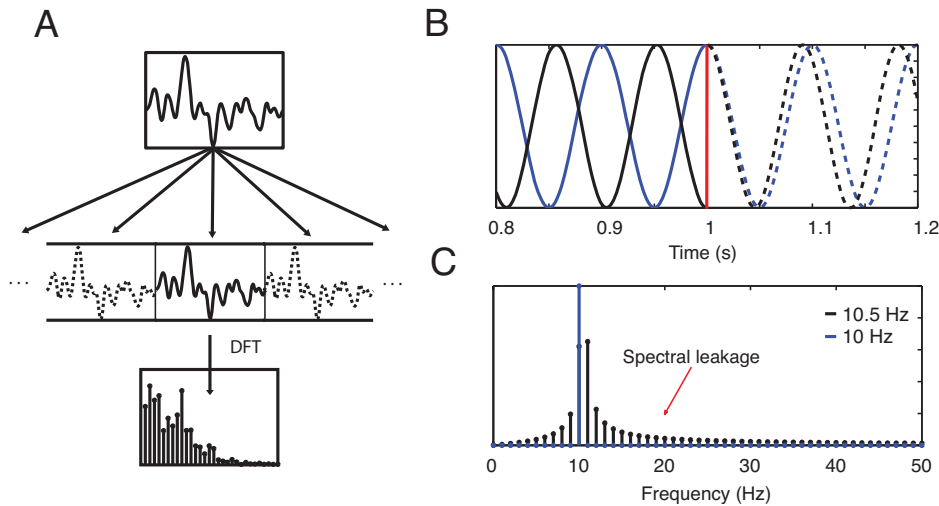 A
... ...
DFT
B
0.8 0.9 1 1.1 1.2
Time (s)
C
10.5 Hz
10 Hz
Spectral leakage
0 10 20 30 40 50
Frequency (Hz)